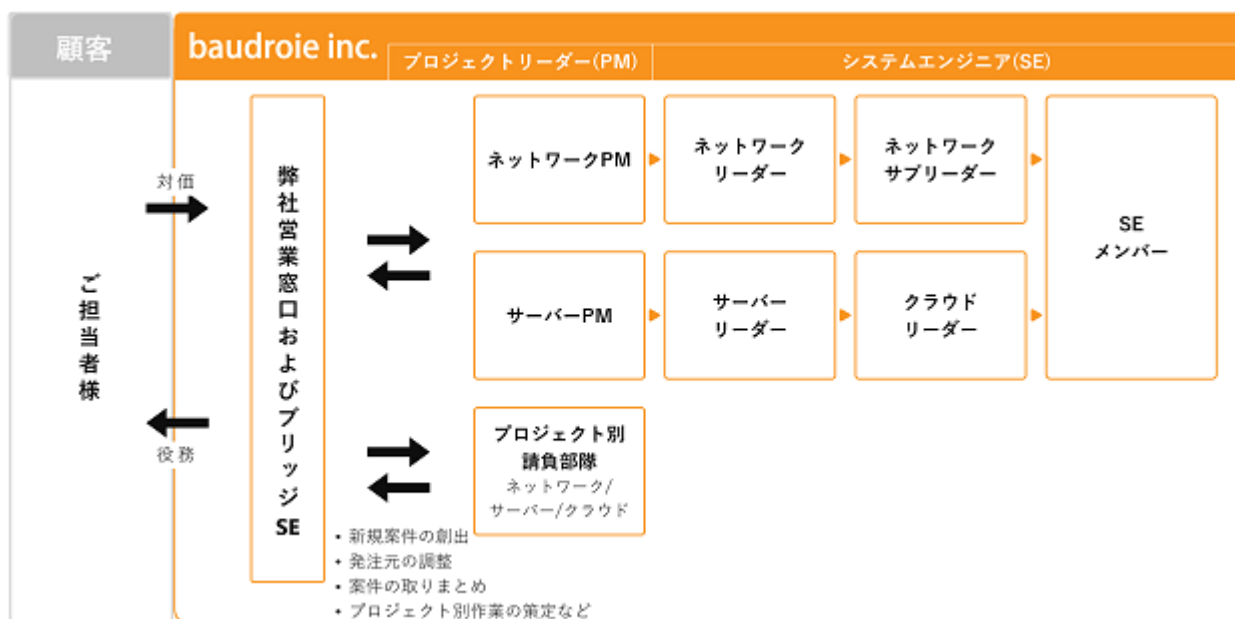 顧客
baudroie inc.
プロジェクトリーダー(PM)
システムエンジニア(SE)
ご担当者様
対価
役務
弊社営業窓口およびブリッジSE
ネットワークPM
ネットワーク
リーダー
ネットワーク
サブリーダー
SE
メンバー
サーバーPM
サーバー
リーダー
クラウド
リーダー
プロジェクト別
請負部隊
ネットワーク/
サーバー/クラウド
• 新規案件の創出
• 発注元の調整
• 案件の取りまとめ
• プロジェクト別作業の策定など